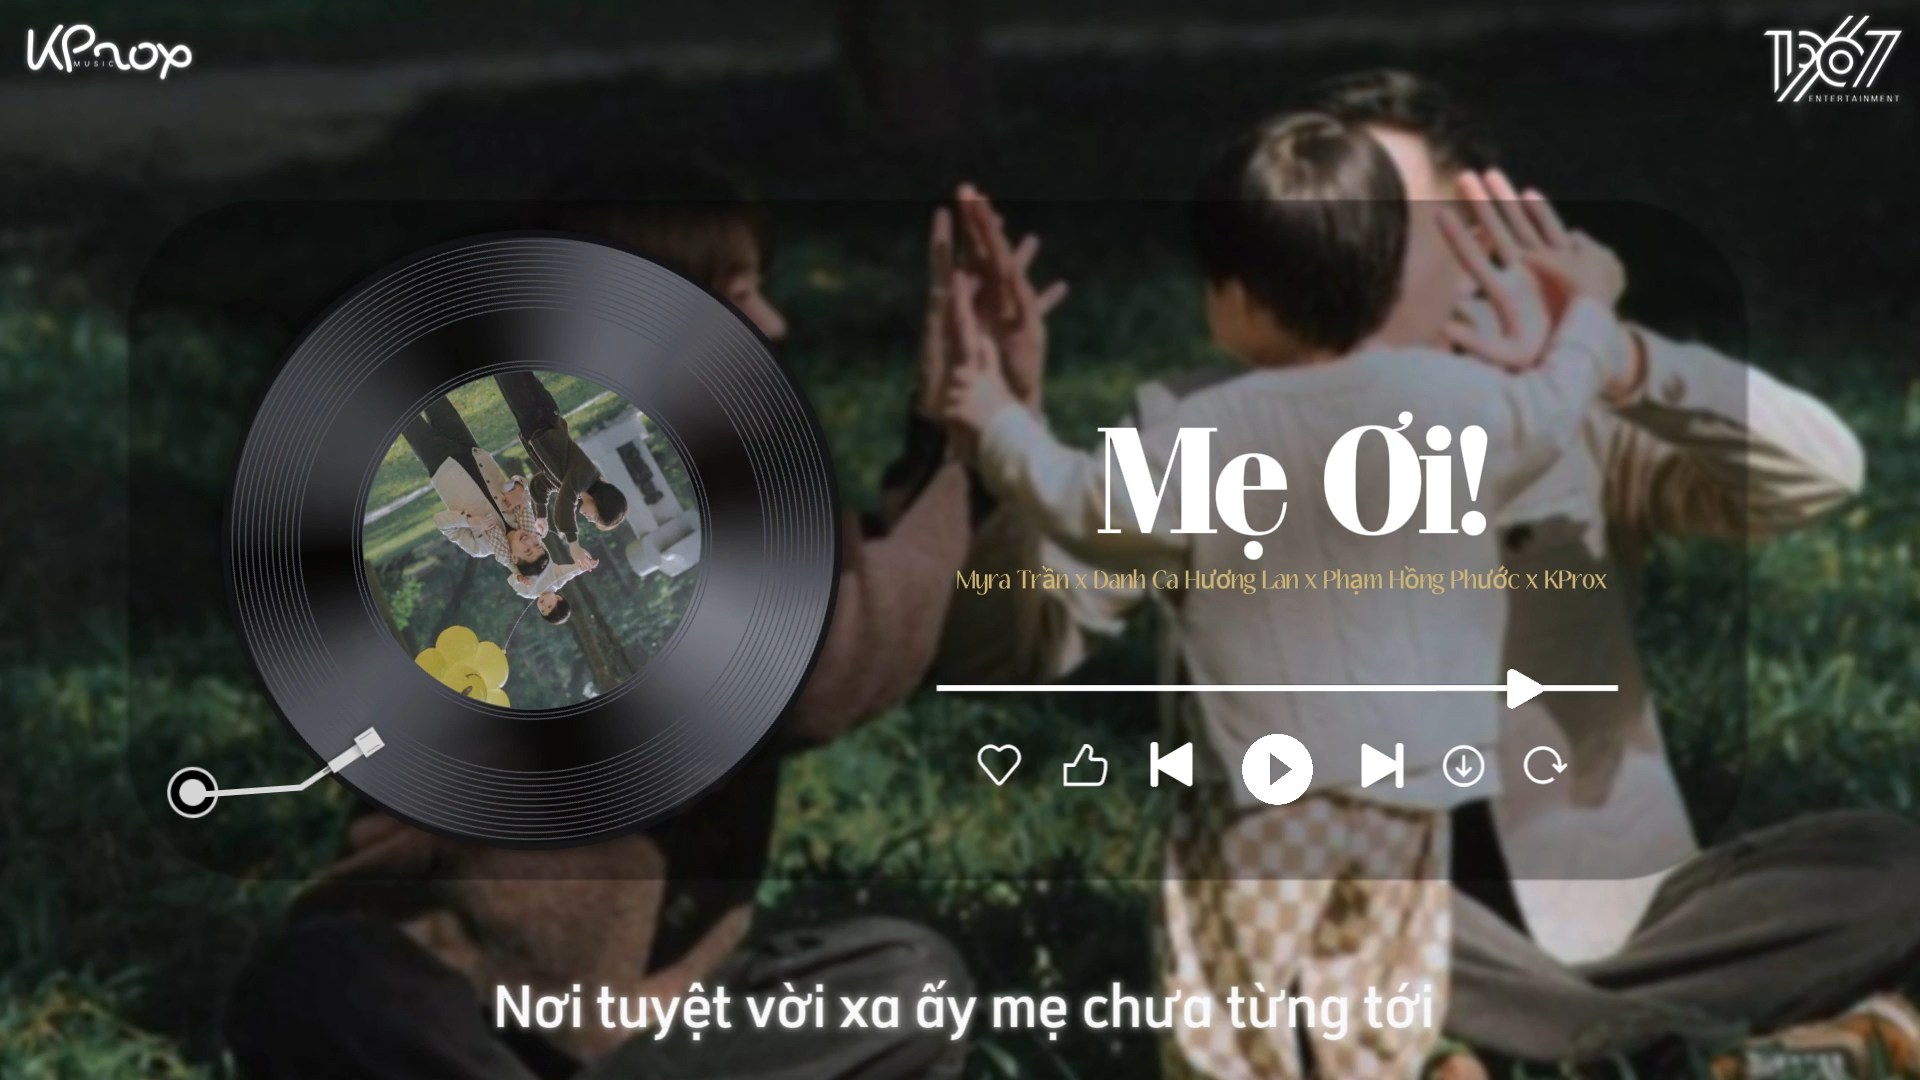 KProx
MUSIC
1967
ENTERTAINMENT
Mẹ Ơi!
Myra Trần x Danh Ca Hương Lan x Phạm Hồng Phước x KProx
Nơi tuyệt vời xa ấy mẹ chưa từng tới